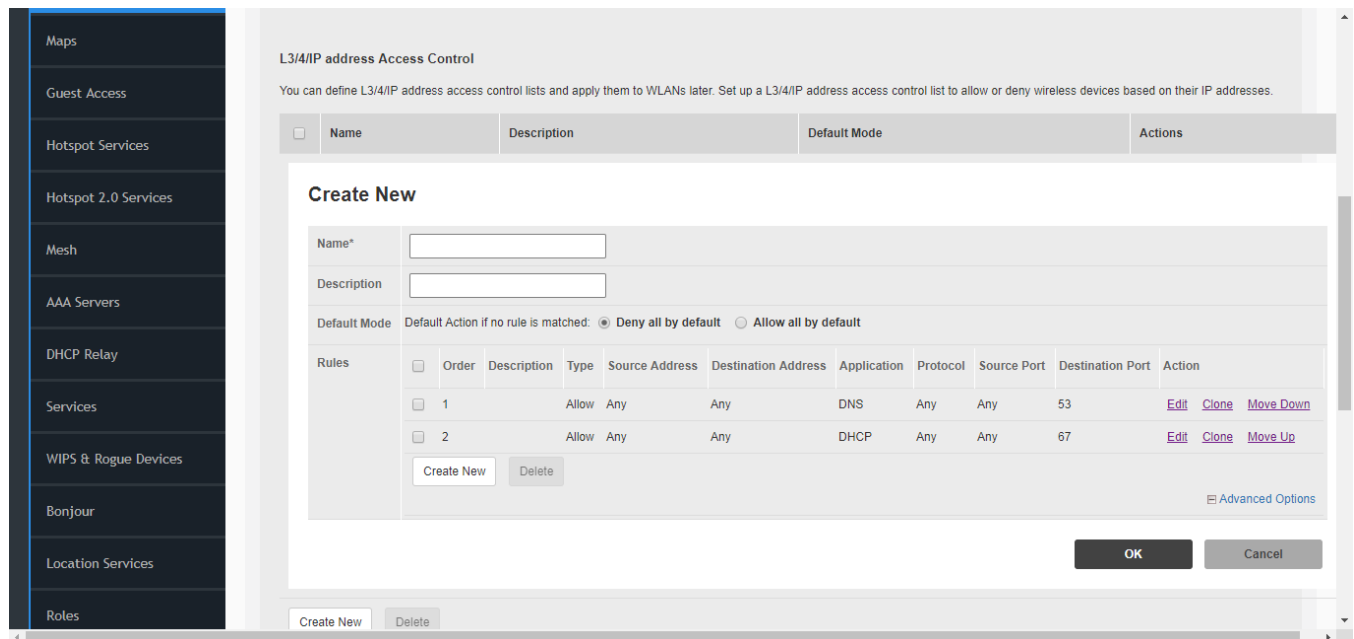 Maps
Guest Access
Hotspot Services
Hotspot 2.0 Services
Mesh
AAA Servers
DHCP Relay
Services
WIPS & Rogue Devices
Bonjour
Location Services
Roles
L3/4/IP address Access Control
You can define L3/4/IP address access control lists and apply them to WLANs later. Set up a L3/4/IP address access control list to allow or deny wireless devices based on their IP addresses.
Name Description Default Mode Actions
Create New
Name*
Description
Default Mode Default Action if no rule is matched: Deny all by default Allow all by default
Rules
Order Description Type Source Address Destination Address Application Protocol Source Port Destination Port Action
1 Allow Any Any DNS Any Any 53 Edit Clone Move Down
2 Allow Any Any DHCP Any Any 67 Edit Clone Move Up
Create New Delete
Advanced Options
OK Cancel
Create New Delete